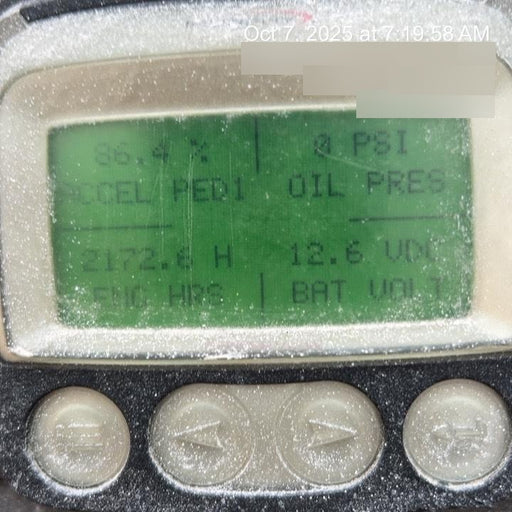 Oct 7, 2025 at 7:19:58 AM
86.4 % 0 PSI
ACCEL PED1 OIL PRES
2172.6 H 12.6 VDC
ENG HRS BAT VOLT